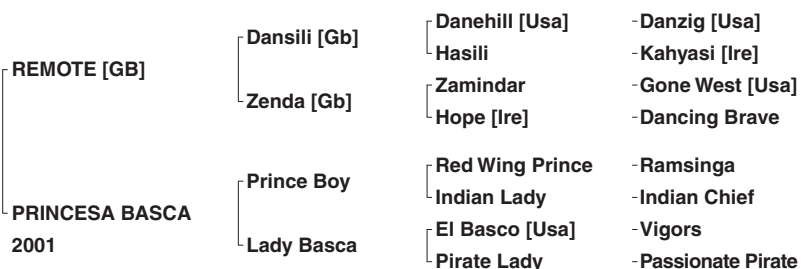 REMOTE [GB]
PRINCESA BASCA
2001
Dansili [Gb]
Zenda [Gb]
Prince Boy
Lady Basca
Danehill [Usa]
Hasili
Zamindar
Hope [Ire]
Red Wing Prince
Indian Lady
El Basco [Usa]
Pirate Lady
Danzig [Usa]
Kahyasi [Ire]
Gone West [Usa]
Dancing Brave
Ramsinga
Indian Chief
Vigors
Passionate Pirate